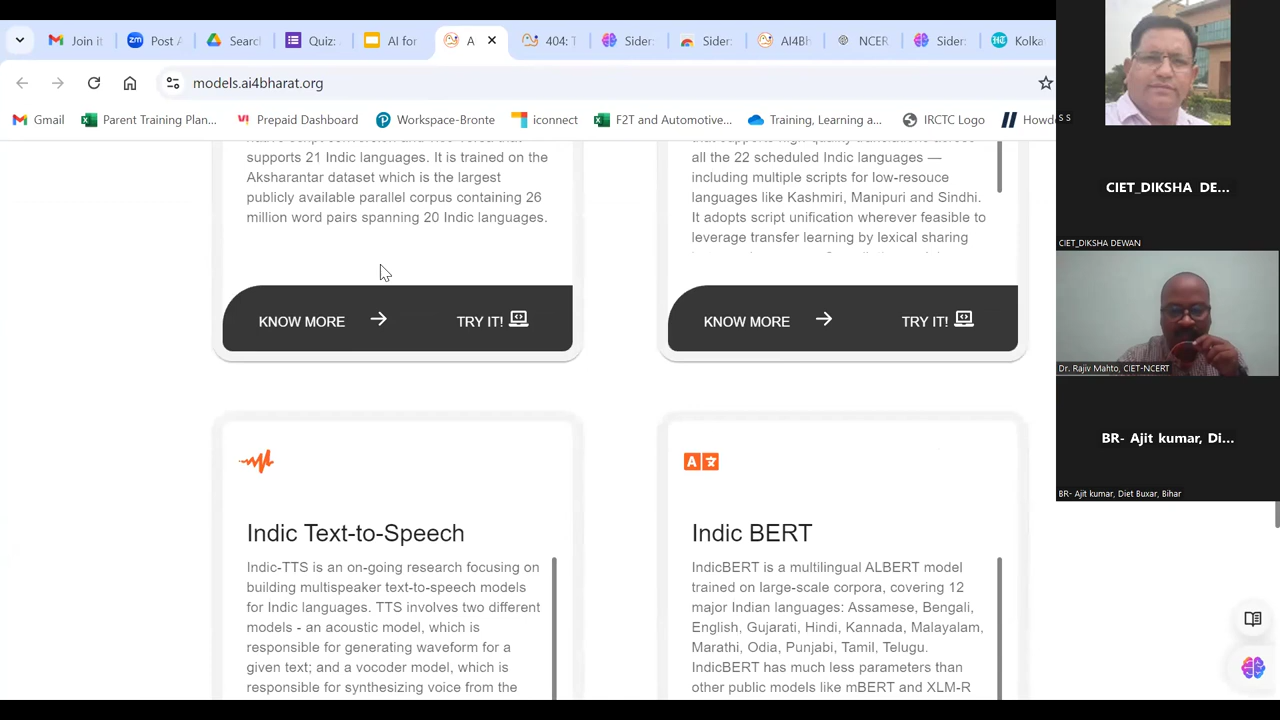 Join it
Post A
Search
Quiz:
AI for
A
404: T
Sider:
Sider:
AI4Bh
NCER
Sider:
Kolka
models.ai4bharat.org
Gmail
Parent Training Plan...
Prepaid Dashboard
Workspace-Bronte
iconnect
F2T and Automotive...
Training, Learning a...
IRCTC Logo
Howde
supports 21 Indic languages. It is trained on the
Aksharantar dataset which is the largest
publicly available parallel corpus containing 26
million word pairs spanning 20 Indic languages.
KNOW MORE
TRY IT!
that supports high-quality translations across
all the 22 scheduled Indic languages —
including multiple scripts for low-resouce
languages like Kashmiri, Manipuri and Sindhi.
It adopts script unification wherever feasible to
leverage transfer learning by lexical sharing
KNOW MORE
TRY IT!
Indic Text-to-Speech
Indic-TTS is an on-going research focusing on
building multispeaker text-to-speech models
for Indic languages. TTS involves two different
models - an acoustic model, which is
responsible for generating waveform for a
given text; and a vocoder model, which is
responsible for synthesizing voice from the
Indic BERT
IndicBERT is a multilingual ALBERT model
trained on large-scale corpora, covering 12
major Indian languages: Assamese, Bengali,
English, Gujarati, Hindi, Kannada, Malayalam,
Marathi, Odia, Punjabi, Tamil, Telugu.
IndicBERT has much less parameters than
other public models like mBERT and XLM-R
S S
CIET_DIKSHA DE...
CIET_DIKSHA DEWAN
Dr. Rajiv Mahto, CIET-NCERT
BR- Ajit kumar, Di...
BR- Ajit kumar, Diet Buxar, Bihar